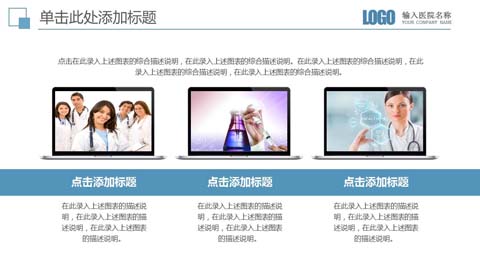 单击此处添加标题
LOGO
输入医院名称
YOUR COMPANY NAME
点击在此录入上述图表的综合描述说明，在此录入上述图表的综合描述说明。在此录入上述图表的综合描述说明，在此
录入上述图表的综合描述说明，在此录入上述图表的综合描述说明。
点击添加标题
点击添加标题
点击添加标题
在此录入上述图表的描述说
明，在此录入上述图表的描
述说明，在此录入上述图表
的描述说明。
在此录入上述图表的描述说
明，在此录入上述图表的描
述说明，在此录入上述图表
的描述说明。
在此录入上述图表的描述说
明，在此录入上述图表的描
述说明，在此录入上述图表
的描述说明。